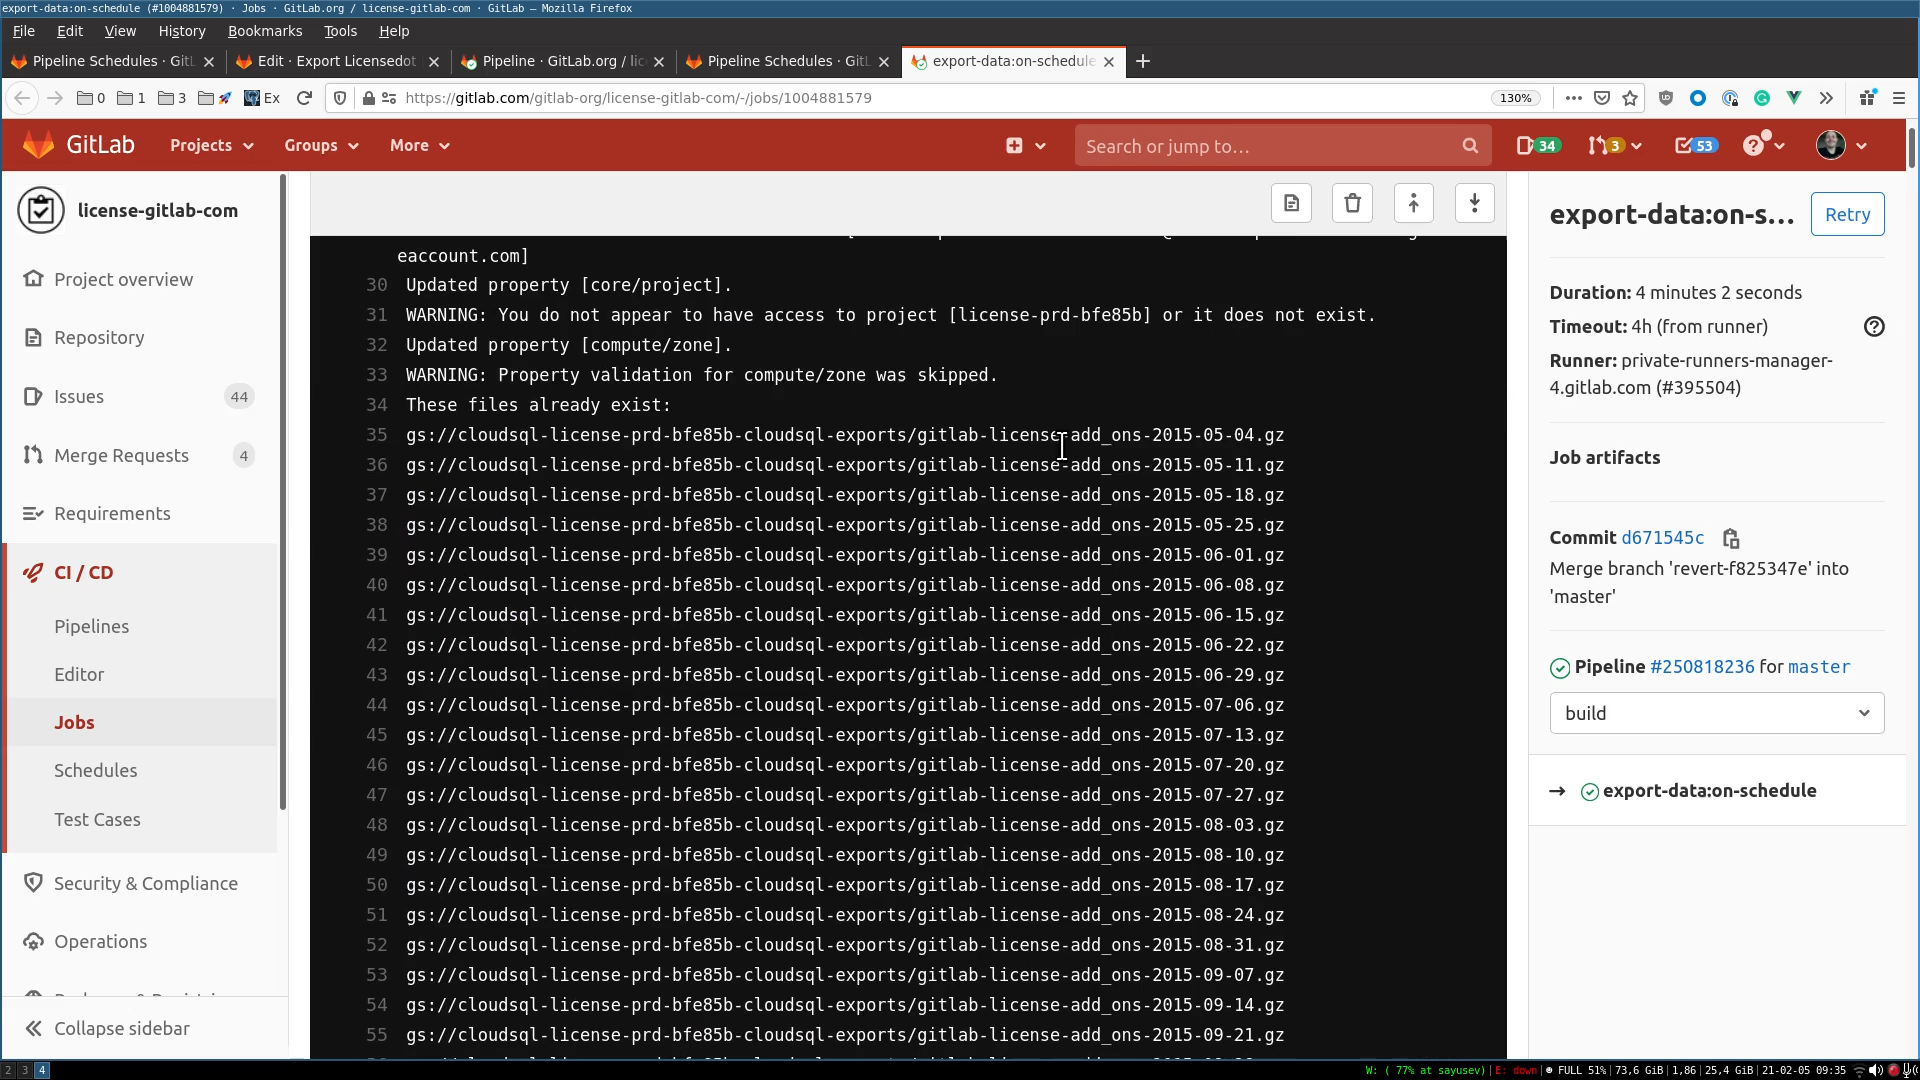 export-data:on-schedule (#1004881579) · Jobs · GitLab.org / license-gitlab-com · GitLab — Mozilla Firefox
File Edit View History Bookmarks Tools Help
Pipeline Schedules · GitL Edit · Export Licensedot Pipeline · GitLab.org / lic Pipeline Schedules · GitL export-data:on-schedule
0 1 3 Ex https://gitlab.com/gitlab-org/license-gitlab-com/-/jobs/1004881579 130%
GitLab Projects Groups More Search or jump to… 34 3 53
license-gitlab-com
Project overview
Repository
Issues 44
Merge Requests 4
Requirements
CI / CD
Pipelines
Editor
Jobs
Schedules
Test Cases
Security & Compliance
Operations
Collapse sidebar
eaccount.com]
30 Updated property [core/project].
31 WARNING: You do not appear to have access to project [license-prd-bfe85b] or it does not exist.
32 Updated property [compute/zone].
33 WARNING: Property validation for compute/zone was skipped.
34 These files already exist:
35 gs://cloudsql-license-prd-bfe85b-cloudsql-exports/gitlab-license-add_ons-2015-05-04.gz
36 gs://cloudsql-license-prd-bfe85b-cloudsql-exports/gitlab-license-add_ons-2015-05-11.gz
37 gs://cloudsql-license-prd-bfe85b-cloudsql-exports/gitlab-license-add_ons-2015-05-18.gz
38 gs://cloudsql-license-prd-bfe85b-cloudsql-exports/gitlab-license-add_ons-2015-05-25.gz
39 gs://cloudsql-license-prd-bfe85b-cloudsql-exports/gitlab-license-add_ons-2015-06-01.gz
40 gs://cloudsql-license-prd-bfe85b-cloudsql-exports/gitlab-license-add_ons-2015-06-08.gz
41 gs://cloudsql-license-prd-bfe85b-cloudsql-exports/gitlab-license-add_ons-2015-06-15.gz
42 gs://cloudsql-license-prd-bfe85b-cloudsql-exports/gitlab-license-add_ons-2015-06-22.gz
43 gs://cloudsql-license-prd-bfe85b-cloudsql-exports/gitlab-license-add_ons-2015-06-29.gz
44 gs://cloudsql-license-prd-bfe85b-cloudsql-exports/gitlab-license-add_ons-2015-07-06.gz
45 gs://cloudsql-license-prd-bfe85b-cloudsql-exports/gitlab-license-add_ons-2015-07-13.gz
46 gs://cloudsql-license-prd-bfe85b-cloudsql-exports/gitlab-license-add_ons-2015-07-20.gz
47 gs://cloudsql-license-prd-bfe85b-cloudsql-exports/gitlab-license-add_ons-2015-07-27.gz
48 gs://cloudsql-license-prd-bfe85b-cloudsql-exports/gitlab-license-add_ons-2015-08-03.gz
49 gs://cloudsql-license-prd-bfe85b-cloudsql-exports/gitlab-license-add_ons-2015-08-10.gz
50 gs://cloudsql-license-prd-bfe85b-cloudsql-exports/gitlab-license-add_ons-2015-08-17.gz
51 gs://cloudsql-license-prd-bfe85b-cloudsql-exports/gitlab-license-add_ons-2015-08-24.gz
52 gs://cloudsql-license-prd-bfe85b-cloudsql-exports/gitlab-license-add_ons-2015-08-31.gz
53 gs://cloudsql-license-prd-bfe85b-cloudsql-exports/gitlab-license-add_ons-2015-09-07.gz
54 gs://cloudsql-license-prd-bfe85b-cloudsql-exports/gitlab-license-add_ons-2015-09-14.gz
55 gs://cloudsql-license-prd-bfe85b-cloudsql-exports/gitlab-license-add_ons-2015-09-21.gz
export-data:on-s... Retry
Duration: 4 minutes 2 seconds
Timeout: 4h (from runner)
Runner: private-runners-manager-
4.gitlab.com (#395504)
Job artifacts
Commit d671545c
Merge branch 'revert-f825347e' into
'master'
Pipeline #250818236 for master
build
→ export-data:on-schedule
2 3 4 W: ( 77% at sayusev) | E: down | FULL 51% | 73,6 GiB | 1,86 | 25,4 GiB | 21-02-05 09:35